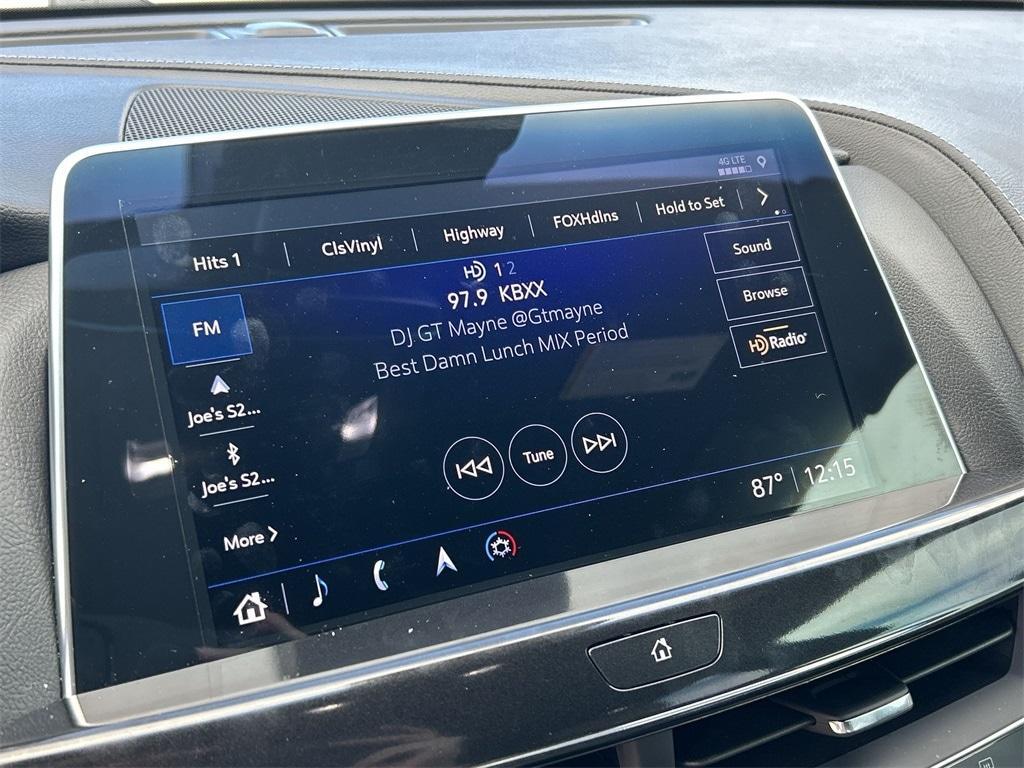 4G LTE
Hits 1
ClsVinyl
Highway
FOXHdlns
Hold to Set
HD 1 2
97.9 KBXX
DJ GT Mayne @Gtmayne
Best Damn Lunch MIX Period
Sound
Browse
HD Radio
FM
Joe's S2...
Joe's S2...
More
Tune
87° 12:15